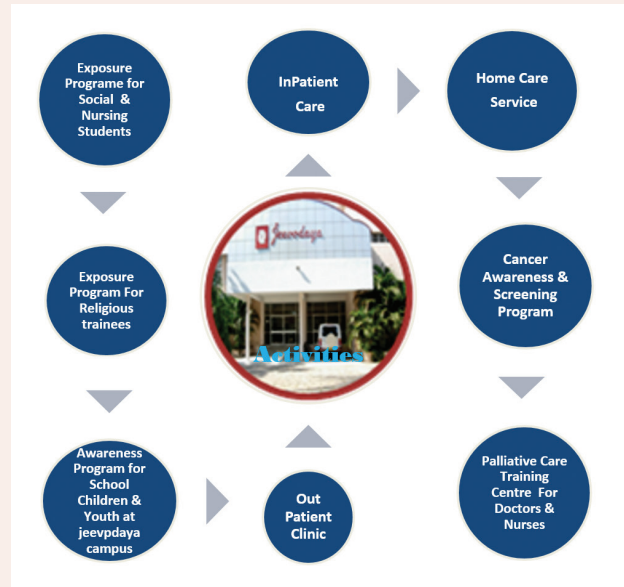 Exposure
Programe for
Social & 
Nursing
Students
InPatient
Care
Home Care
Service
Exposure
Program For
Religious
trainees
Jeevodaya
Activities
Cancer
Awareness &
Screening
Program
Awareness
Program for
School
Children &
Youth at
jeevpdaya
campus
Out
Patient
Clinic
Palliative Care
Training
Centre For
Doctors &
Nurses